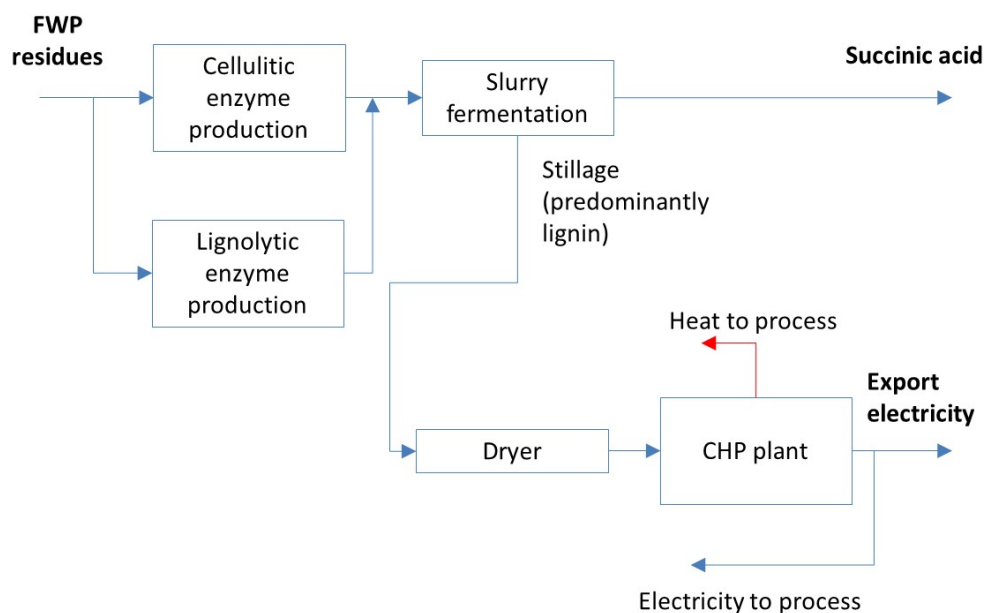 FWP
residues
Cellulitic
enzyme
production
Slurry
fermentation
Succinic acid
Stillage
(predominantly
lignin)
Lignolytic
enzyme
production
Heat to process
Export
electricity
Dryer
CHP plant
Electricity to process